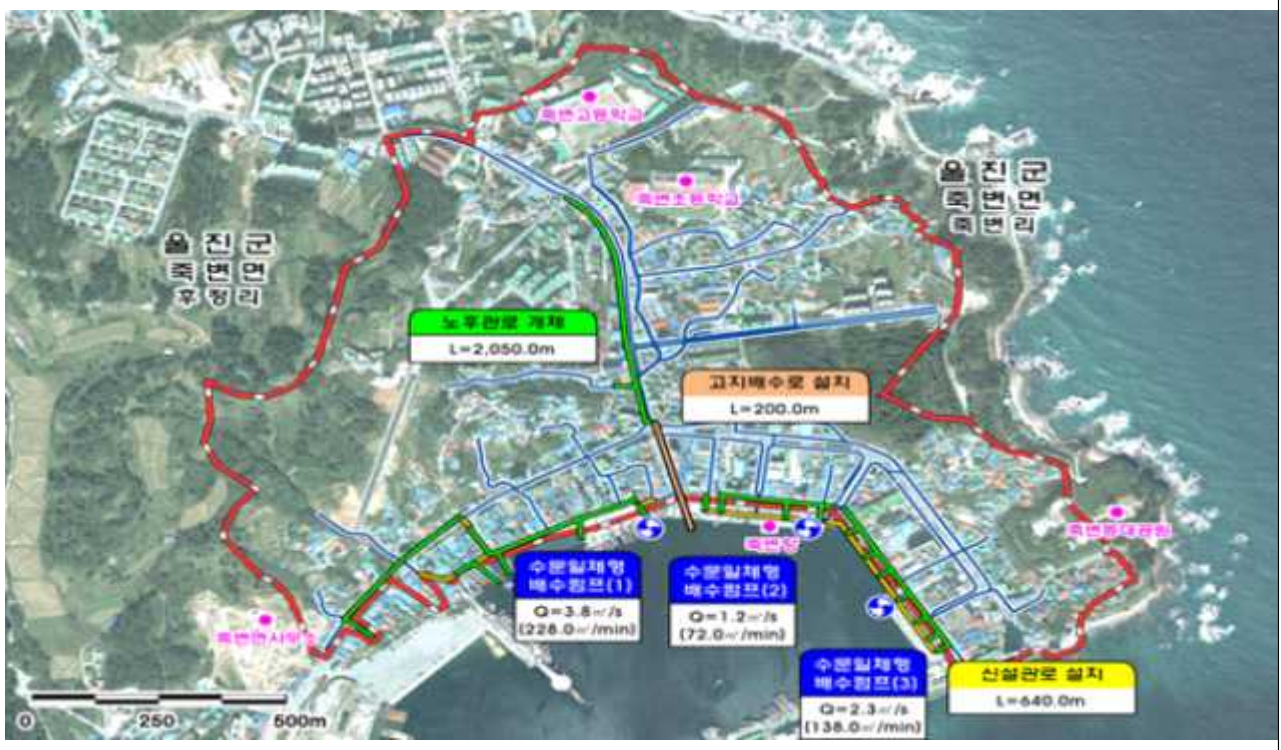 죽변고등학교
죽변초등학교
울진군
죽변면
죽변리
울진군
죽변면
후정리
노후관로 개체
L=2,050.0m
고지배수로 설치
L=200.0m
죽변등대공원
죽변항
수문일체형
배수펌프(1)
Q=3.8㎥/s
(228.0㎥/min)
수문일체형
배수펌프(2)
Q=1.2㎥/s
(72.0㎥/min)
죽변면사무소
수문일체형
배수펌프(3)
Q=2.3㎥/s
(138.0㎥/min)
신설관로 설치
L=640.0m
0 250 500m